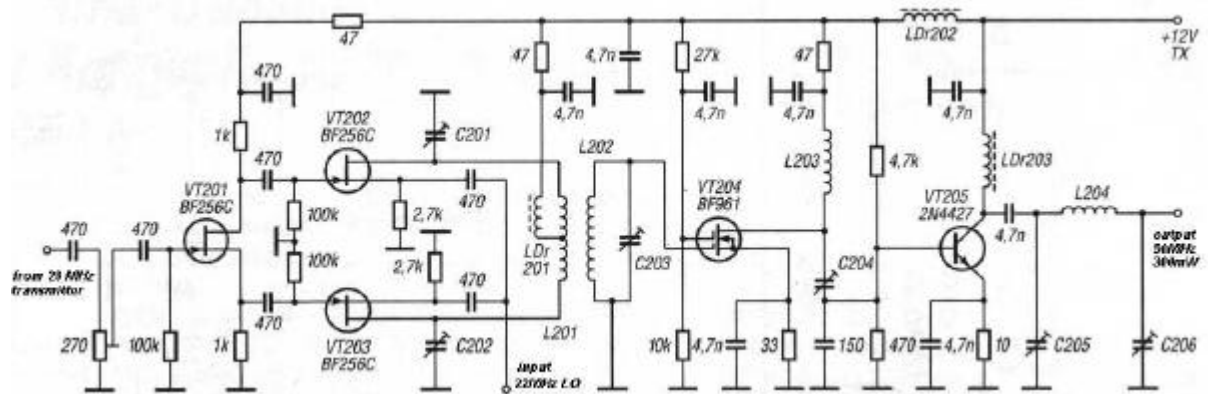 47
LDr202
+12V
TX
470
47
4,7n
27k
47
4,7n
4,7n
4,7n
4,7n
1k
VT202
BF256C
C201
L202
L203
4,7k
LDr203
470
VT201
BF256C
470
VT204
BF961
VT205
2N4427
L204
470
470
100k
2,7k
LDr
201
C203
C204
4,7n
output
50MHz
300mW
from 28 MHz
transmitor
100k
2,7k
470
470
L201
270
100k
1k
VT203
BF256C
C202
10k
4,7n
33
150
470
4,7n
10
C205
C206
input
22MHz LO